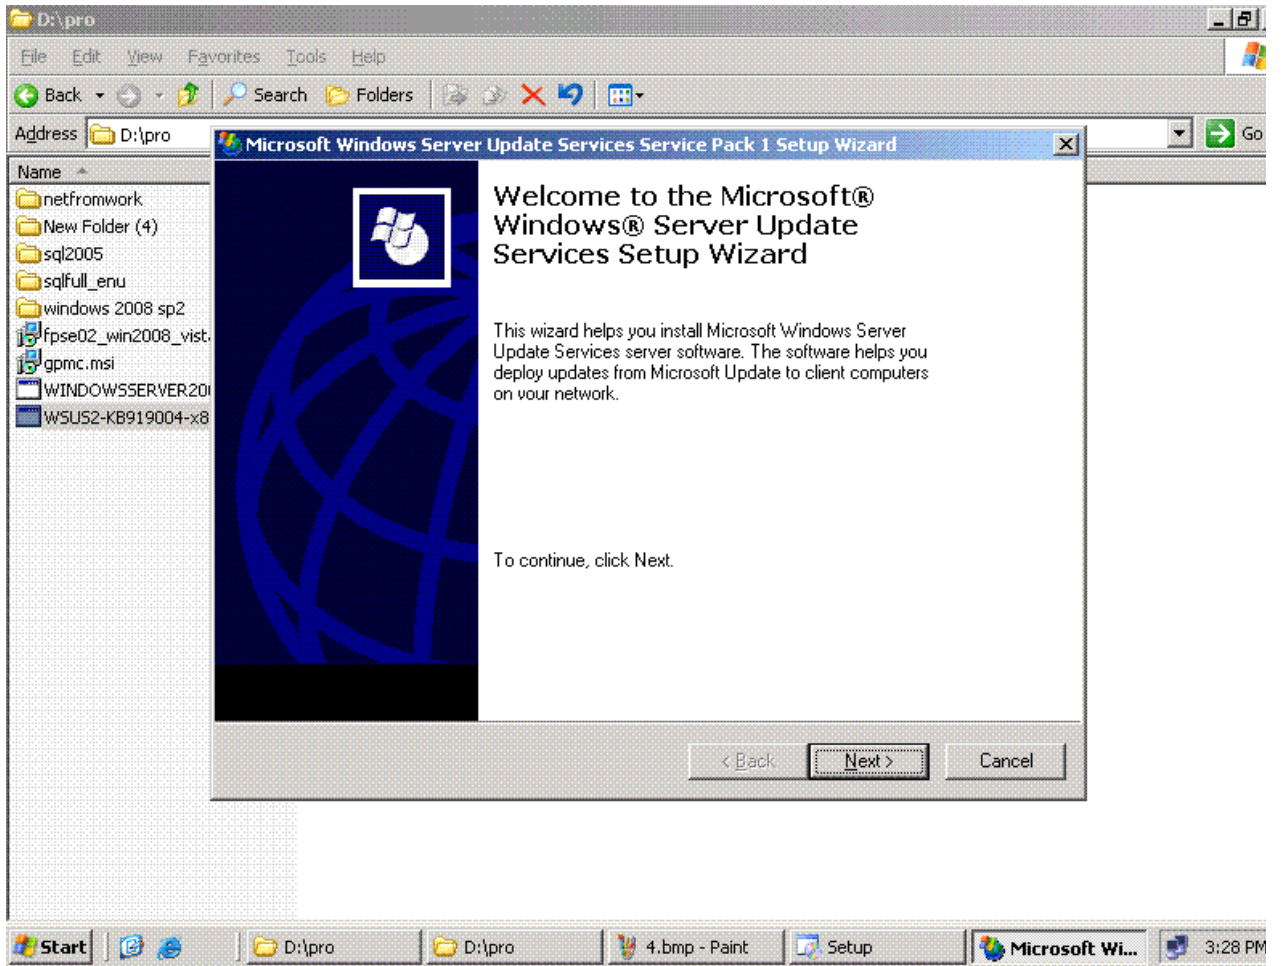 D:\pro
File Edit View Favorites Tools Help
Back Search Folders
Address D:\pro Go
Name
netfromwork
New Folder (4)
sql2005
sqlfull_enu
windows 2008 sp2
fpse02_win2008_vist
gpmc.msi
WINDOWSSERVER20
WSUS2-KB919004-x8
Microsoft Windows Server Update Services Service Pack 1 Setup Wizard
Welcome to the Microsoft®
Windows® Server Update
Services Setup Wizard
This wizard helps you install Microsoft Windows Server
Update Services server software. The software helps you
deploy updates from Microsoft Update to client computers
on your network.
To continue, click Next.
< Back Next > Cancel
Start D:\pro D:\pro 4.bmp - Paint Setup Microsoft Wi... 3:28 PM